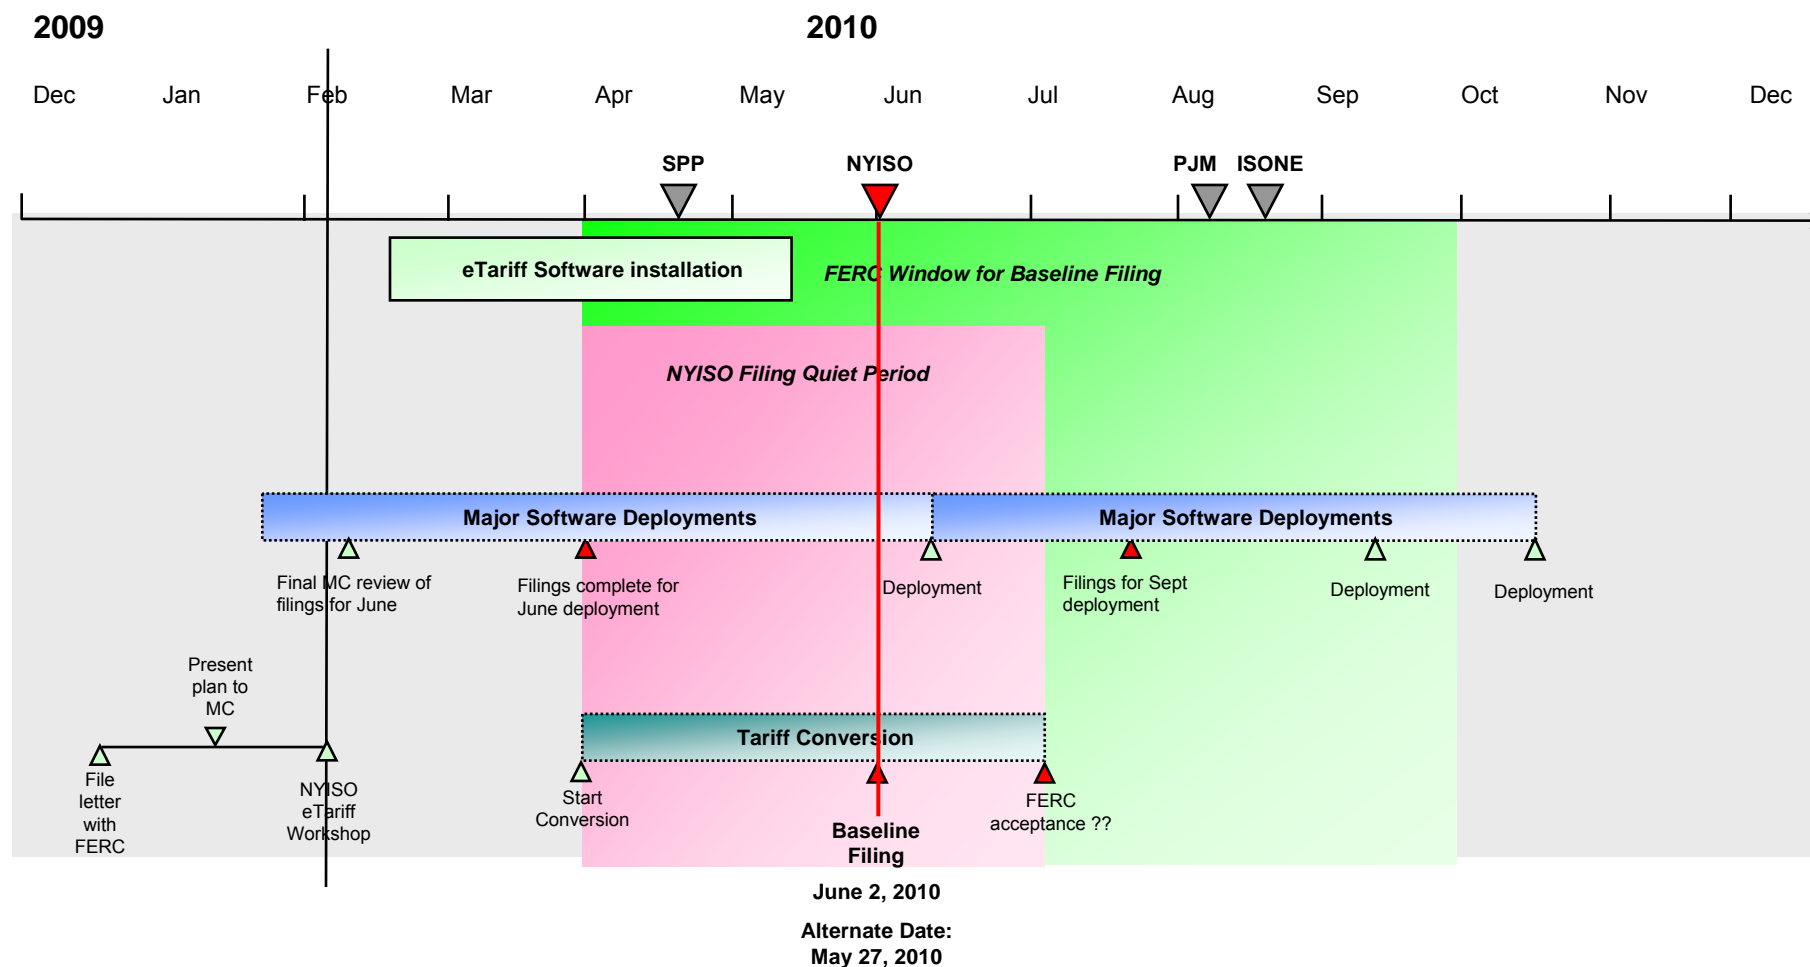 2009
2010
Dec
Jan
Feb
Mar
Apr
May
Jun
Jul
Aug
Sep
Oct
Nov
Dec
SPP
NYISO
PJM
ISONE
eTariff Software installation
FERC Window for Baseline Filing
NYISO Filing Quiet Period
Major Software Deployments
Major Software Deployments
Final MC review of
filings for June
Filings complete for
June deployment
Deployment
Filings for Sept
deployment
Deployment
Deployment
Present
plan to
MC
Tariff Conversion
File
letter
with
FERC
NYISO
eTariff
Workshop
Start
Conversion
FERC
acceptance ??
Baseline
Filing
June 2, 2010
Alternate Date:
May 27, 2010